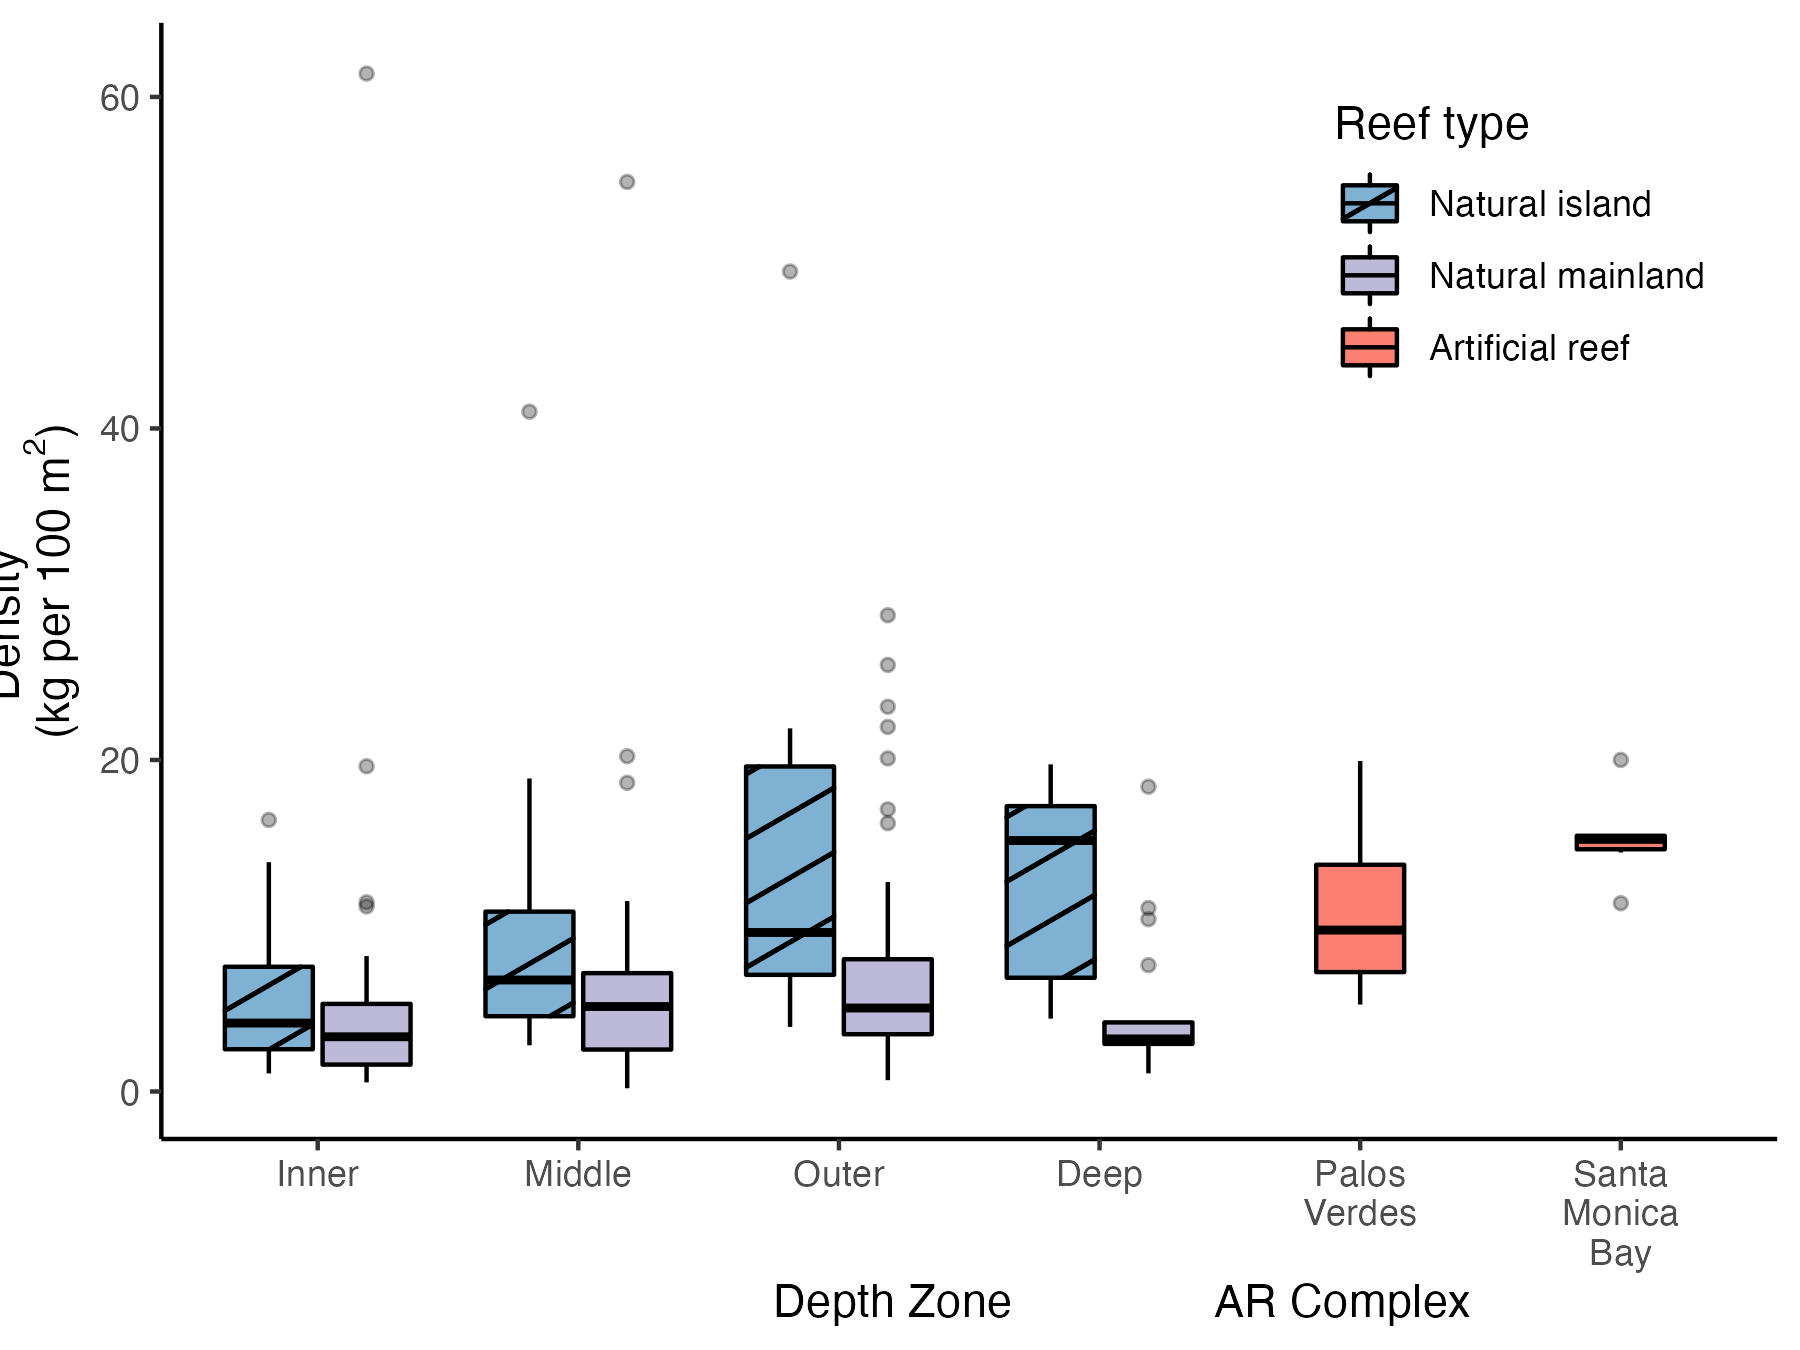 Density
(kg per 100 m²)
60
40
20
0
Reef type
Natural island
Natural mainland
Artificial reef
Inner
Middle
Outer
Deep
Palos
Verdes
Santa
Monica
Bay
Depth Zone
AR Complex